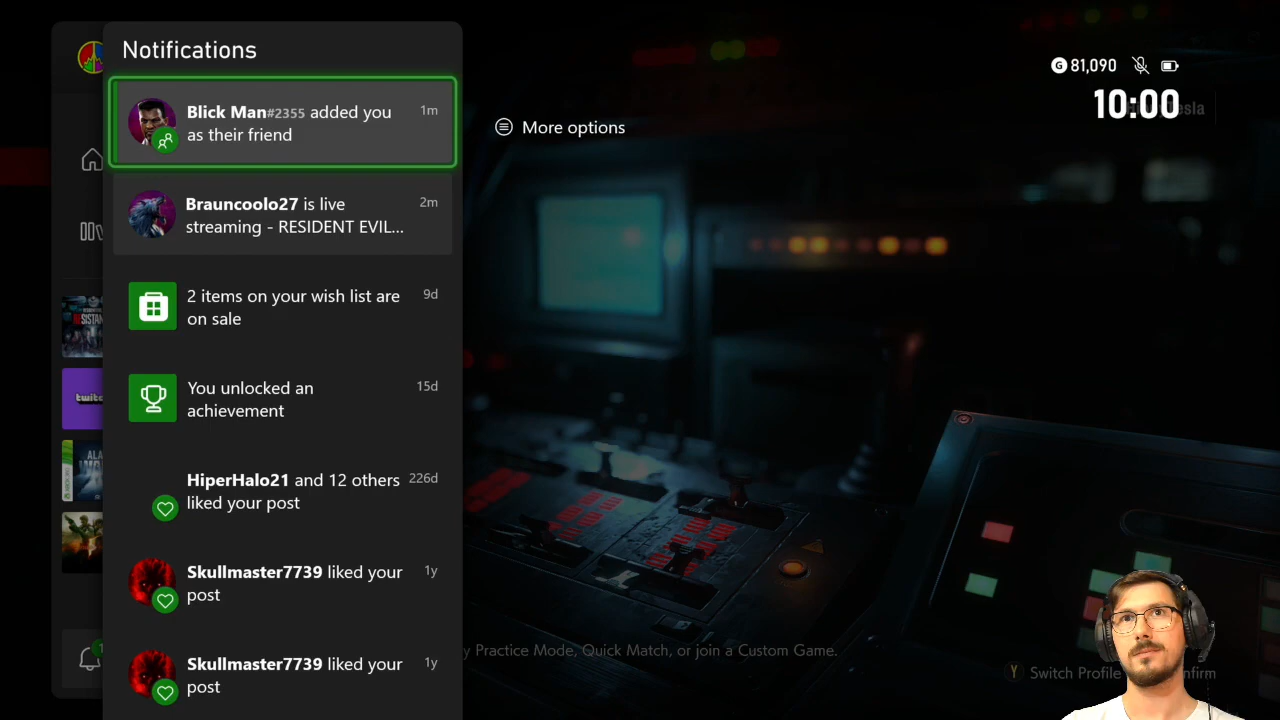 Notifications
Blick Man#2355 added you
as their friend
1m
Brauncoolo27 is live
streaming - RESIDENT EVIL...
2m
2 items on your wish list are
on sale
9d
You unlocked an
achievement
15d
HiperHalo21 and 12 others
liked your post
226d
Skullmaster7739 liked your
post
1y
Skullmaster7739 liked your
post
1y
More options
G 81,090
10:00
y Practice Mode, Quick Match, or join a Custom Game.
Y Switch Profile